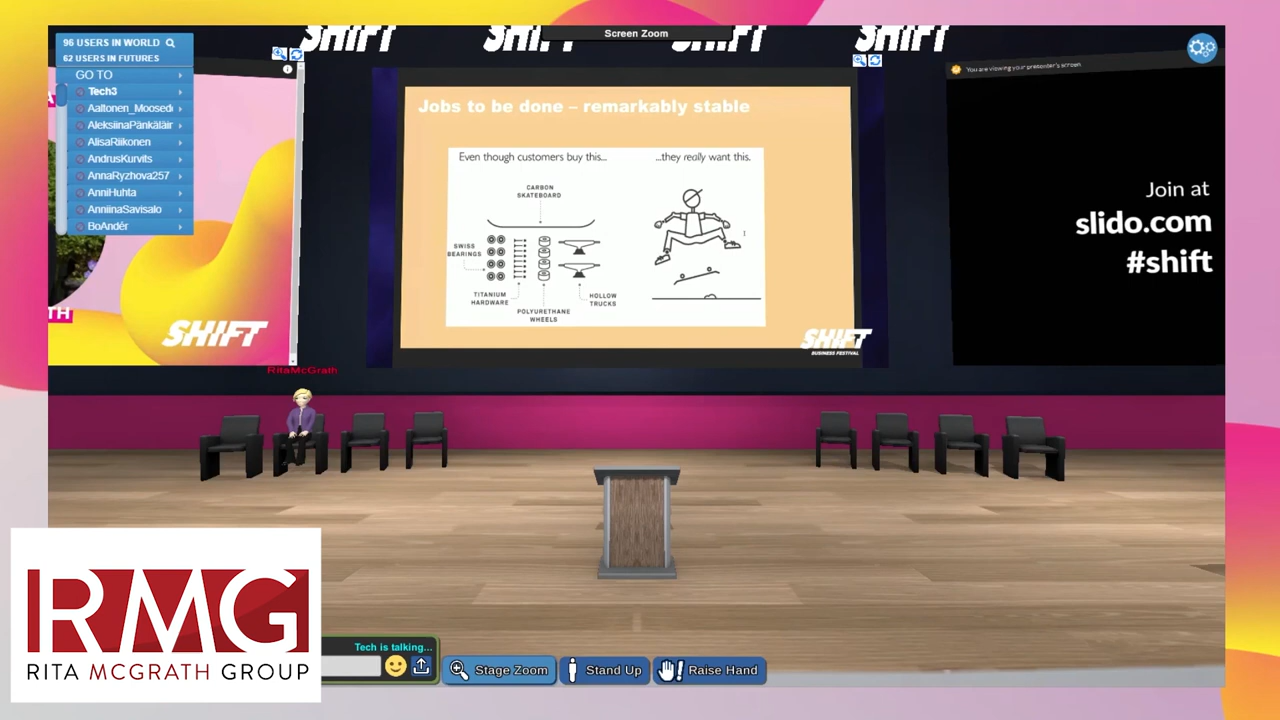 SHIFT
SHIFT
SHIFT
SHIFT
Screen Zoom
96 USERS IN WORLD
62 USERS IN FUTURES
GO TO
Tech3
Aaltonen_Moosed
AleksiinaPänkäläin
AlisaRiikonen
AndrusKurvits
AnnaRyzhova257
AnniHuhta
AnniinaSavisalo
BoAndér
TH
SHIFT
Jobs to be done – remarkably stable
Even though customers buy this...
...they really want this.
CARBON
SKATEBOARD
SWISS
BEARINGS
TITANIUM
HARDWARE
POLYURETHANE
WHEELS
HOLLOW
TRUCKS
SHIFT
BUSINESS FESTIVAL
You are viewing your presenter's screen
Join at
slido.com
#shift
RitaMcGrath
RMG
RITA MCGRATH GROUP
Tech is talking...
Stage Zoom
Stand Up
Raise Hand